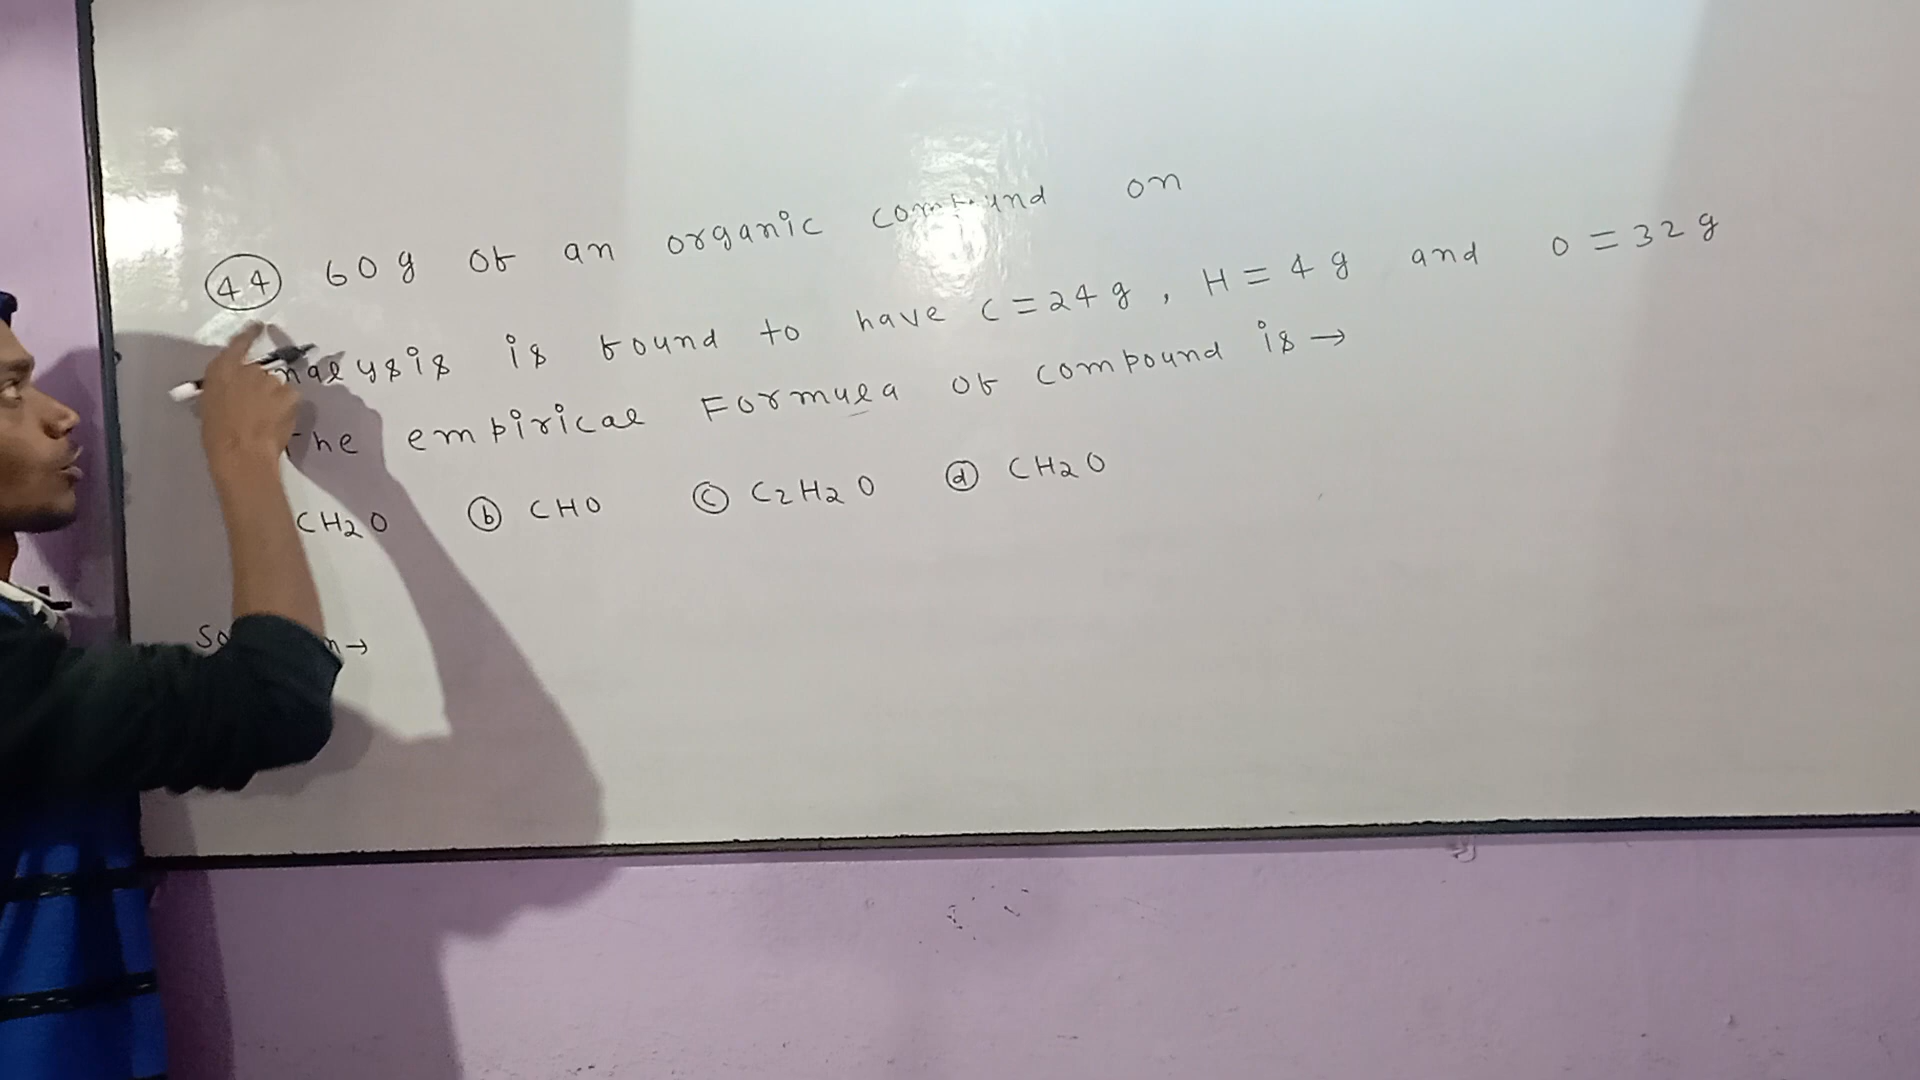 44 60 g of an organic compound on
analysis is found to have C = 24 g, H = 4 g and O = 32 g
The empirical Formula of compound is →
CH2O b CHO c C2H2O d CH2O
→